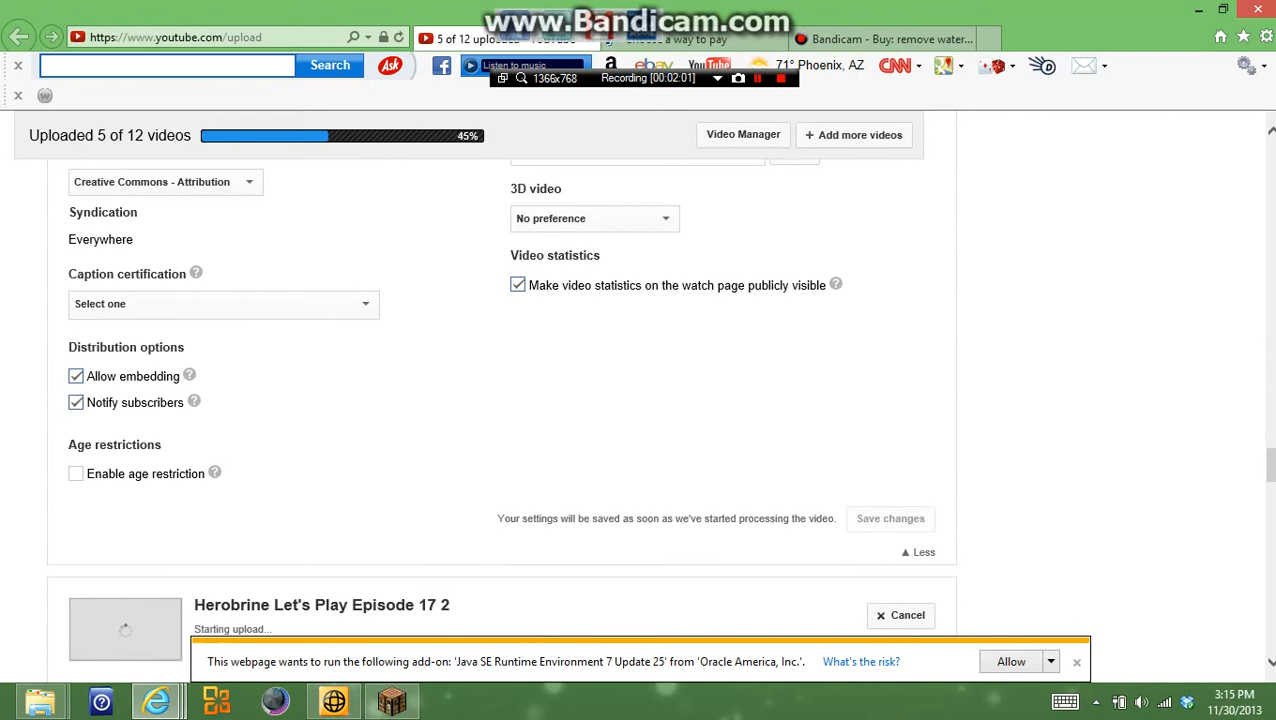 www.Bandicam.com
https://www.youtube.com/upload
5 of 12 uploaded - YouTube
Choose a way to pay
Bandicam - Buy: remove water...
Search
Ask
Listen to music
ebay
YouTube
71° Phoenix, AZ
CNN
1366x768
Recording [00:02:01]
Uploaded 5 of 12 videos
45%
Video Manager
+ Add more videos
Creative Commons - Attribution
3D video
Syndication
No preference
Everywhere
Video statistics
Caption certification
Make video statistics on the watch page publicly visible
Select one
Distribution options
Allow embedding
Notify subscribers
Age restrictions
Enable age restriction
Your settings will be saved as soon as we've started processing the video.
Save changes
Less
Herobrine Let's Play Episode 17 2
Cancel
Starting upload...
This webpage wants to run the following add-on: 'Java SE Runtime Environment 7 Update 25' from 'Oracle America, Inc.'.
What's the risk?
Allow
3:15 PM
11/30/2013